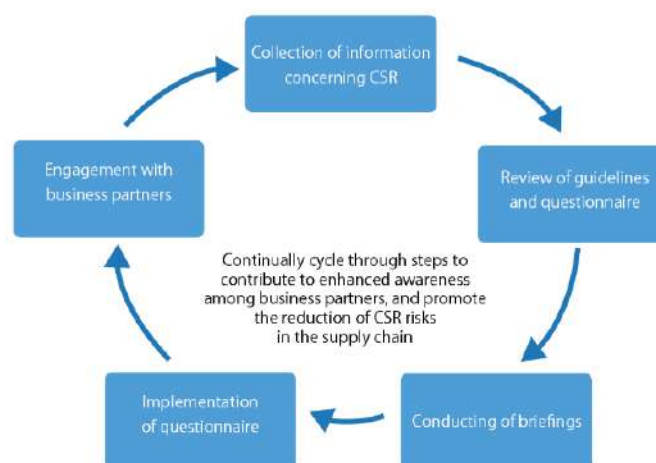 Collection of information
concerning CSR
Review of guidelines
and questionnaire
Conducting of briefings
Implementation
of questionnaire
Engagement with
business partners
Continually cycle through steps to
contribute to enhanced awareness
among business partners, and promote
the reduction of CSR risks
in the supply chain